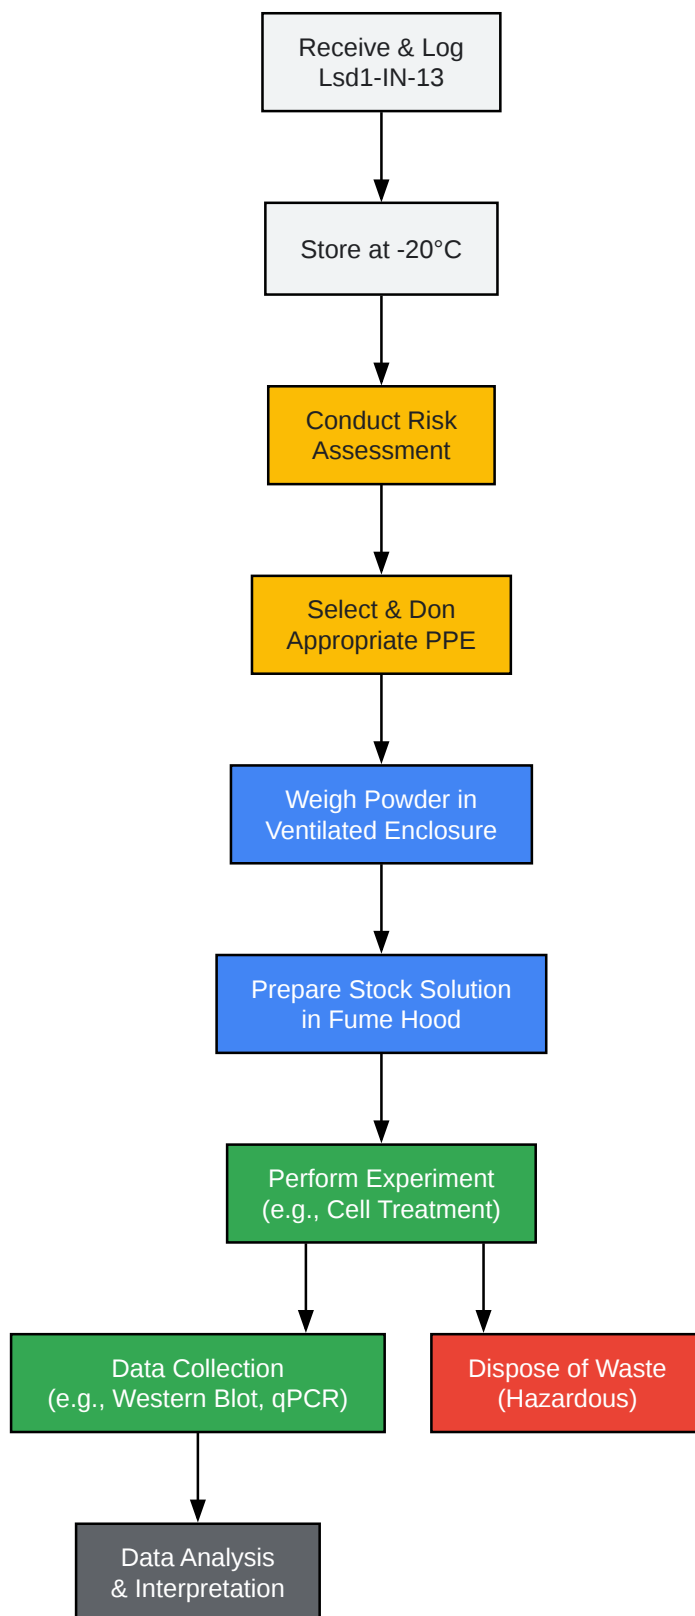 Receive & Log
Lsd1-IN-13
Store at -20°C
Conduct Risk
Assessment
Select & Don
Appropriate PPE
Weigh Powder in
Ventilated Enclosure
Prepare Stock Solution
in Fume Hood
Perform Experiment
(e.g., Cell Treatment)
Data Collection
(e.g., Western Blot, qPCR)
Dispose of Waste
(Hazardous)
Data Analysis
& Interpretation